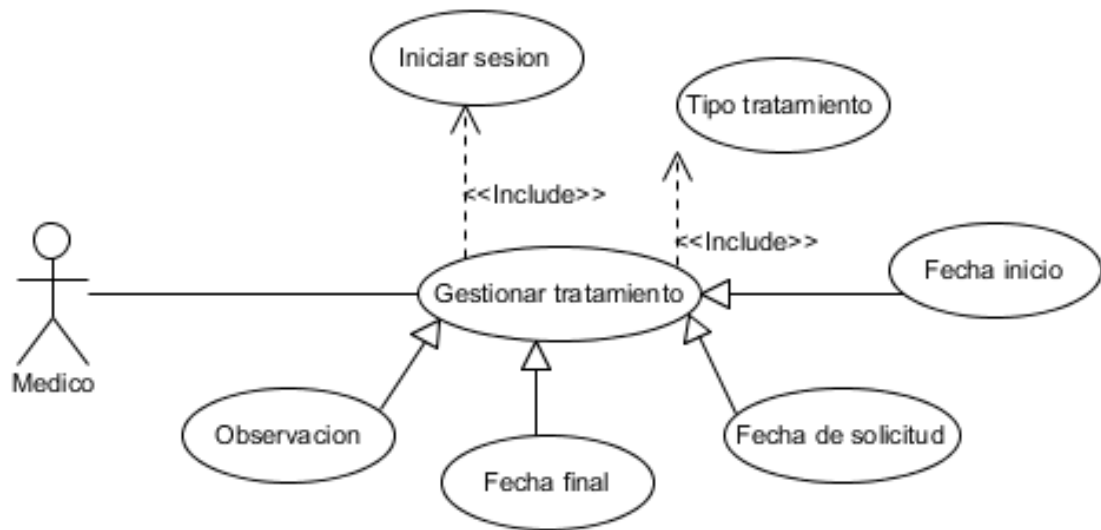 Iniciar sesion
Tipo tratamiento
<<Include>>
<<Include>>
Fecha inicio
Gestionar tratamiento
Medico
Observacion
Fecha de solicitud
Fecha final